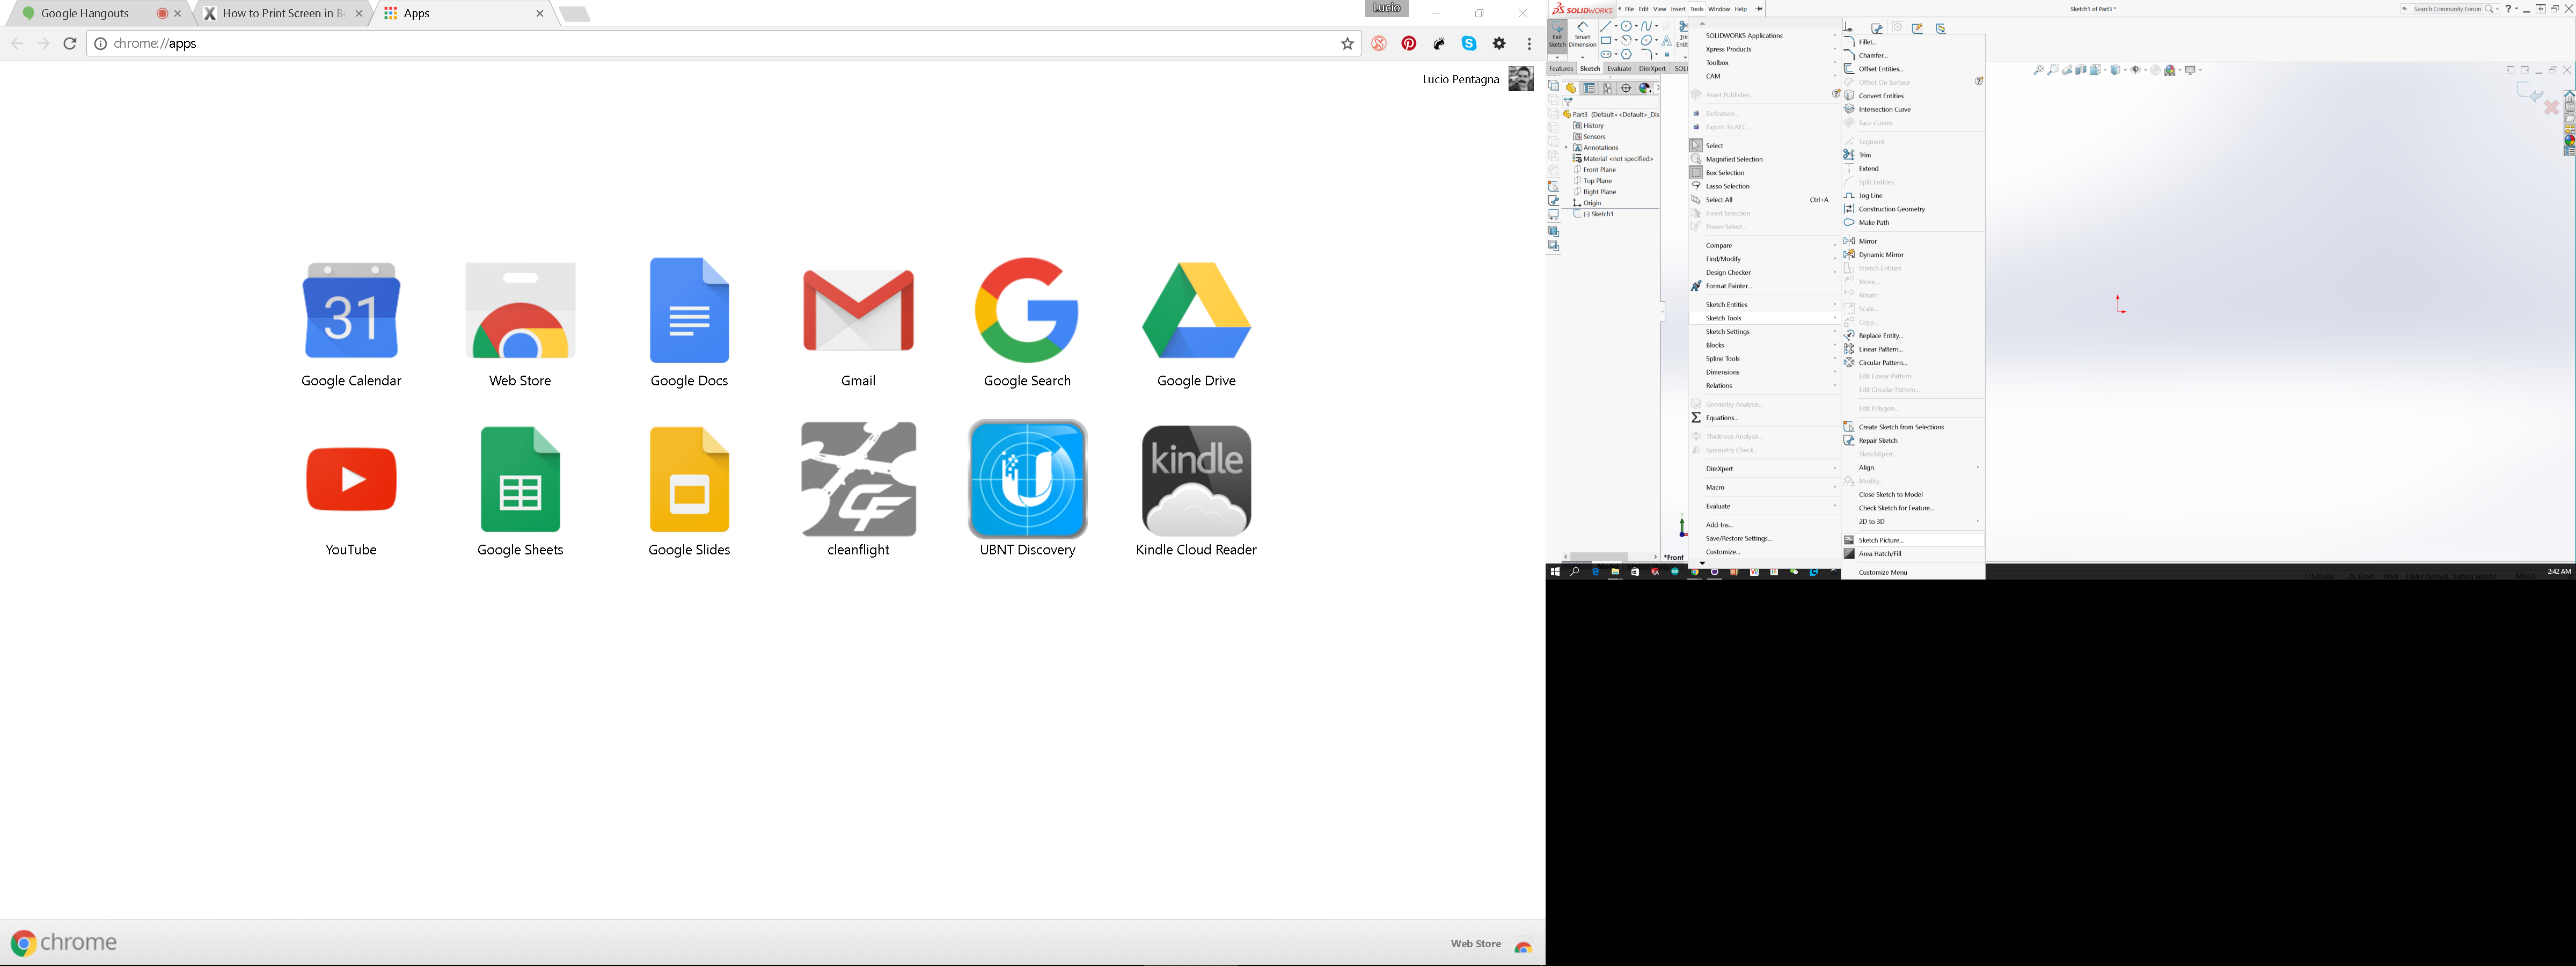 Google Hangouts
How to Print Screen in Bo
Apps
Lucio
chrome://apps
Lucio Pentagna
31
Google Calendar
Web Store
Google Docs
Gmail
Google Search
Google Drive
YouTube
Google Sheets
Google Slides
CF
cleanflight
U
UBNT Discovery
kindle
Kindle Cloud Reader
chrome
Web Store
SOLIDWORKS
File Edit View Insert Tools Window Help
Sketch1 of Part3 *
Search Community Forum
Exit Sketch
Smart Dimension
Features Sketch Evaluate DimXpert
Part3 (Default<<Default>_Dis
History
Sensors
Annotations
Material <not specified>
Front Plane
Top Plane
Right Plane
Origin
(-) Sketch1
*Front
SOLIDWORKS Applications
Xpress Products
Toolbox
CAM
Asset Publisher...
Defeature...
Export To AEC...
Select
Magnified Selection
Box Selection
Lasso Selection
Select All Ctrl+A
Invert Selection
Power Select...
Compare
Find/Modify
Design Checker
Format Painter...
Sketch Entities
Sketch Tools
Sketch Settings
Blocks
Spline Tools
Dimensions
Relations
Geometry Analysis...
Equations...
Thickness Analysis...
Symmetry Check...
DimXpert
Macro
Evaluate
Add-Ins...
Save/Restore Settings...
Customize...
Fillet...
Chamfer...
Offset Entities...
Offset On Surface
Convert Entities
Intersection Curve
Face Curves
Segment
Trim
Extend
Split Entities
Jog Line
Construction Geometry
Make Path
Mirror
Dynamic Mirror
Stretch Entities
Move...
Rotate...
Scale...
Copy...
Replace Entity...
Linear Pattern...
Circular Pattern...
Edit Linear Pattern...
Edit Circular Pattern...
Edit Polygon...
Create Sketch from Selections
Repair Sketch
SketchXpert...
Align
Modify...
Close Sketch to Model
Check Sketch for Feature...
2D to 3D
Sketch Picture...
Area Hatch/Fill
Customize Menu
2:42 AM